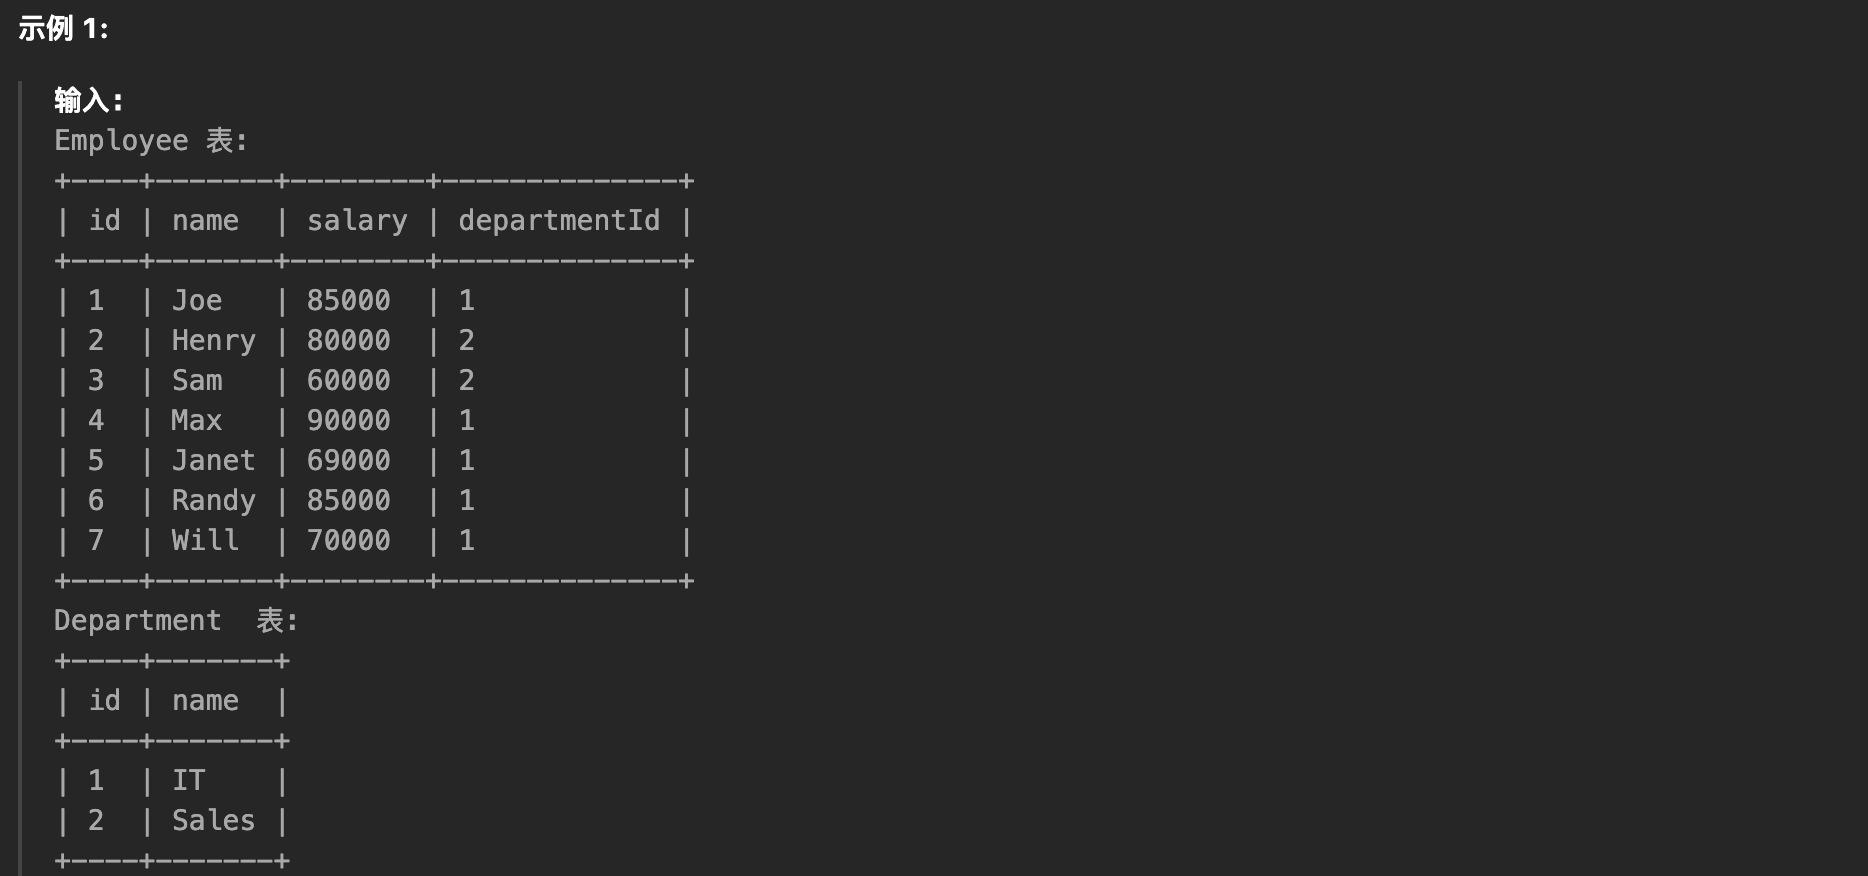 示例 1:
输入:
Employee 表:
+----+-------+--------+--------------+
| id | name  | salary | departmentId |
+----+-------+--------+--------------+
| 1  | Joe   | 85000  | 1            |
| 2  | Henry | 80000  | 2            |
| 3  | Sam   | 60000  | 2            |
| 4  | Max   | 90000  | 1            |
| 5  | Janet | 69000  | 1            |
| 6  | Randy | 85000  | 1            |
| 7  | Will  | 70000  | 1            |
+----+-------+--------+--------------+
Department  表:
+----+-------+
| id | name  |
+----+-------+
| 1  | IT    |
| 2  | Sales |
+----+-------+